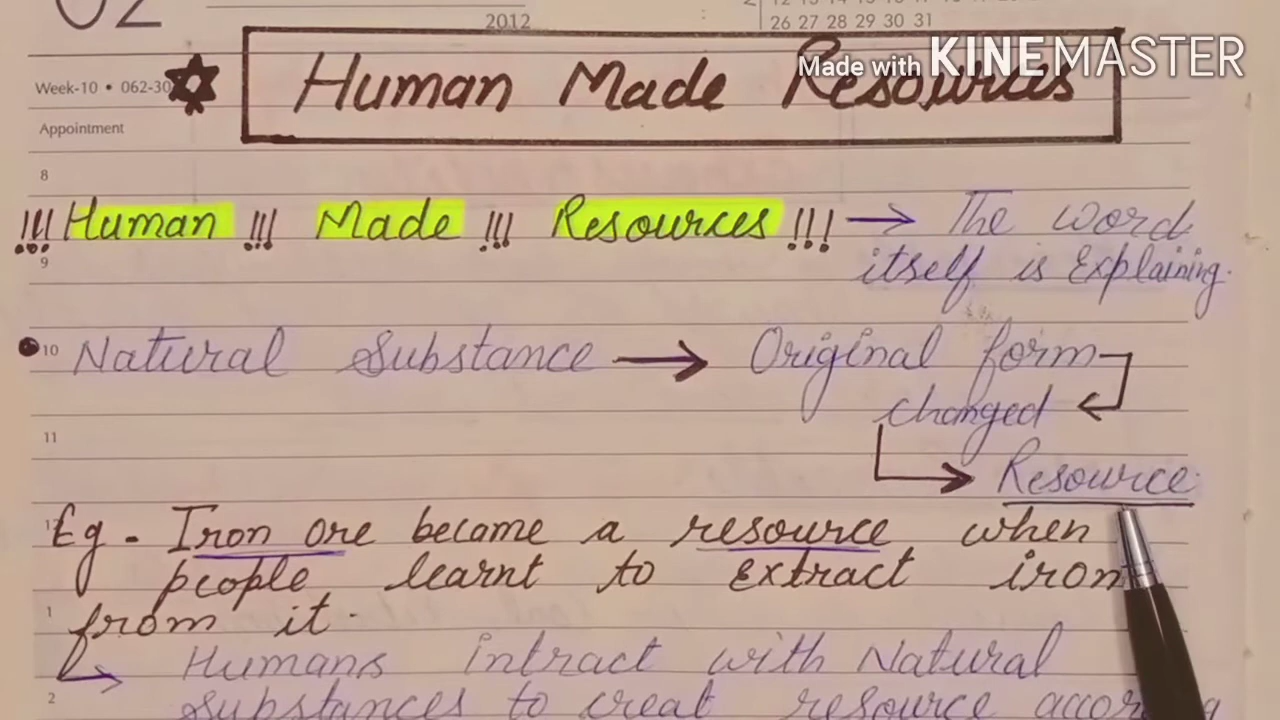 02
2012
26 27 28 29 30 31
Made with KINEMASTER
Human Made Resources
Week-10 • 062-30
Appointment
8
!!! Human !!! Made !!! Resources !!! → The word
itself is Explaining.
9
10 Natural Substance → Original form
changed
11
Resource
12
Eg - Iron ore became a resource when
people learnt to Extract iron
1
from it.
Humans intract with Natural
2
substances to creat resource